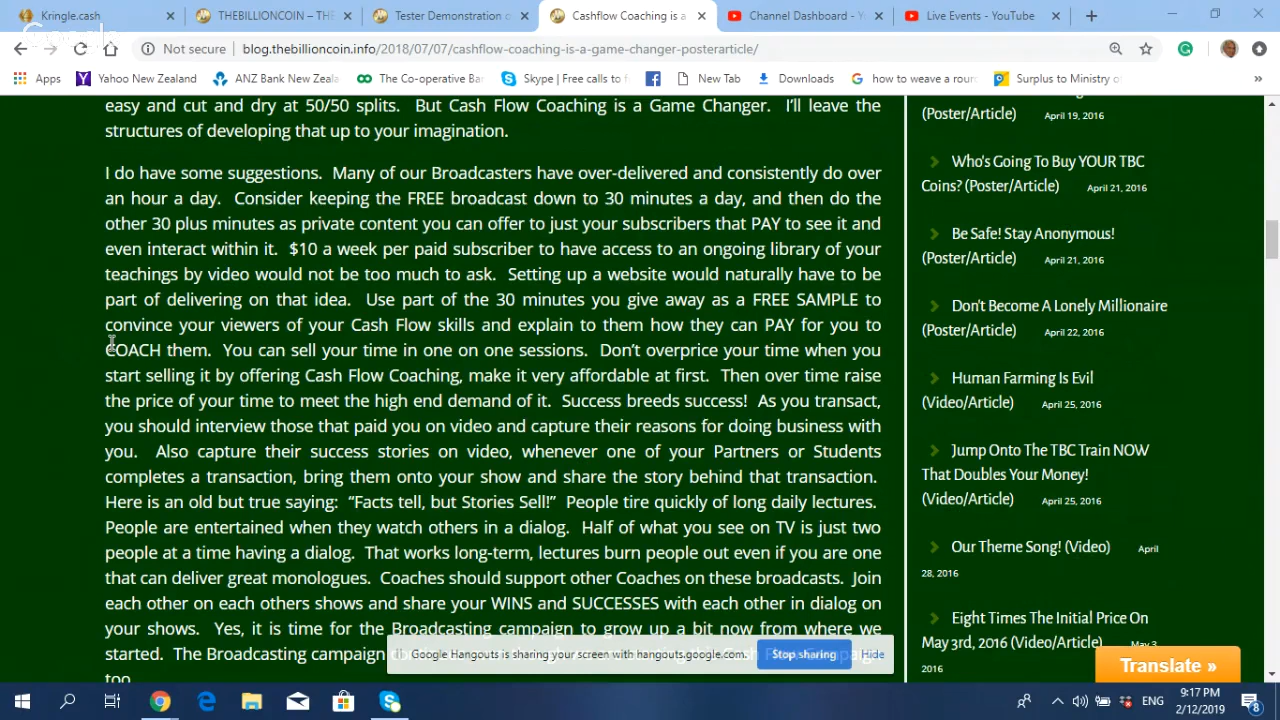 Kringle.cash
THEBILLIONCOIN – THE
Tester Demonstration o
Cashflow Coaching is a
Channel Dashboard - Y
Live Events - YouTube
Not secure
blog.thebillioncoin.info/2018/07/07/cashflow-coaching-is-a-game-changer-posterarticle/
Apps
Yahoo New Zealand
ANZ Bank New Zeala
The Co-operative Ba
Skype | Free calls to f
New Tab
Downloads
how to weave a rour
Surplus to Ministry o
»
easy and cut and dry at 50/50 splits. But Cash Flow Coaching is a Game Changer. I'll leave the
structures of developing that up to your imagination.
I do have some suggestions. Many of our Broadcasters have over-delivered and consistently do over
an hour a day. Consider keeping the FREE broadcast down to 30 minutes a day, and then do the
other 30 plus minutes as private content you can offer to just your subscribers that PAY to see it and
even interact within it. $10 a week per paid subscriber to have access to an ongoing library of your
teachings by video would not be too much to ask. Setting up a website would naturally have to be
part of delivering on that idea. Use part of the 30 minutes you give away as a FREE SAMPLE to
convince your viewers of your Cash Flow skills and explain to them how they can PAY for you to
COACH them. You can sell your time in one on one sessions. Don't overprice your time when you
start selling it by offering Cash Flow Coaching, make it very affordable at first. Then over time raise
the price of your time to meet the high end demand of it. Success breeds success! As you transact,
you should interview those that paid you on video and capture their reasons for doing business with
you. Also capture their success stories on video, whenever one of your Partners or Students
completes a transaction, bring them onto your show and share the story behind that transaction.
Here is an old but true saying: “Facts tell, but Stories Sell!” People tire quickly of long daily lectures.
People are entertained when they watch others in a dialog. Half of what you see on TV is just two
people at a time having a dialog. That works long-term, lectures burn people out even if you are one
that can deliver great monologues. Coaches should support other Coaches on these broadcasts. Join
each other on each others shows and share your WINS and SUCCESSES with each other in dialog on
your shows. Yes, it is time for the Broadcasting campaign to grow up a bit now from where we
started. The Broadcasting campaign
too
(Poster/Article) April 19, 2016
Who's Going To Buy YOUR TBC
Coins? (Poster/Article) April 21, 2016
Be Safe! Stay Anonymous!
(Poster/Article) April 21, 2016
Don't Become A Lonely Millionaire
(Poster/Article) April 22, 2016
Human Farming Is Evil
(Video/Article) April 25, 2016
Jump Onto The TBC Train NOW
That Doubles Your Money!
(Video/Article) April 25, 2016
Our Theme Song! (Video) April
28, 2016
Eight Times The Initial Price On
May 3rd, 2016 (Video/Article) May 3
2016
Translate »
Google Hangouts is sharing your screen with hangouts.google.com.
Stop sharing
Hide
ENG
9:17 PM
2/12/2019
8